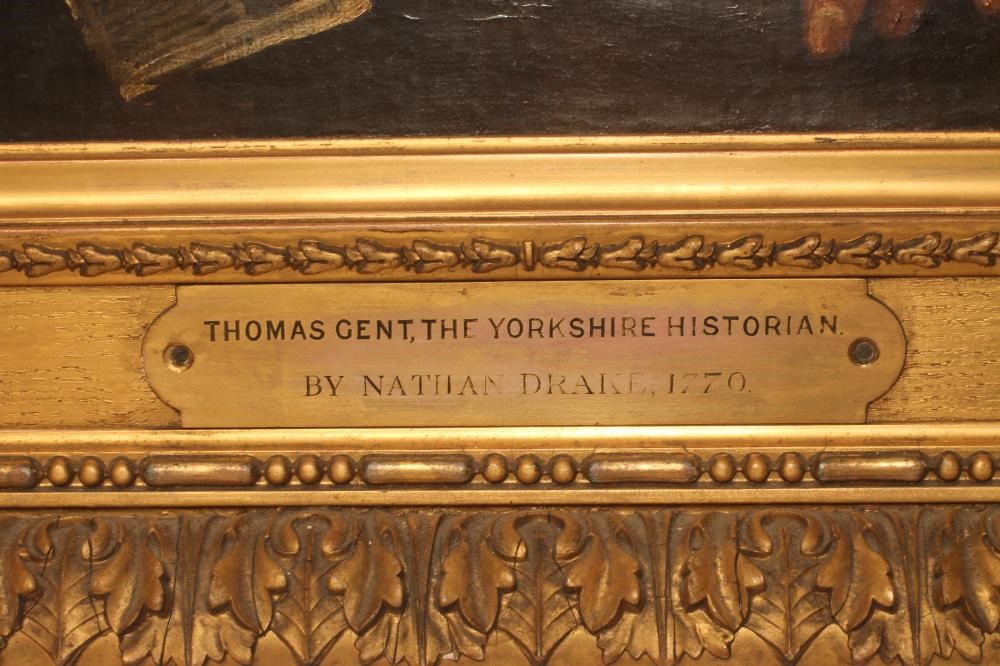 THOMAS GENT, THE YORKSHIRE HISTORIAN.
BY NATHAN DRAKE, 1770.